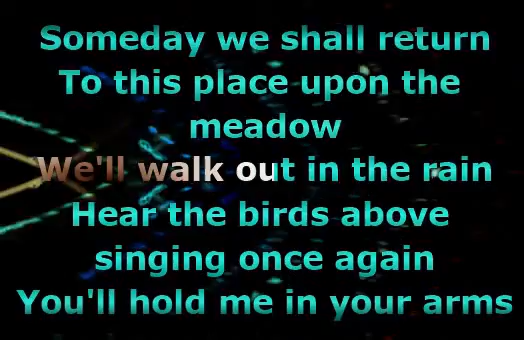 Someday we shall return
To this place upon the
meadow
We'll walk out in the rain
Hear the birds above
singing once again
You'll hold me in your arms